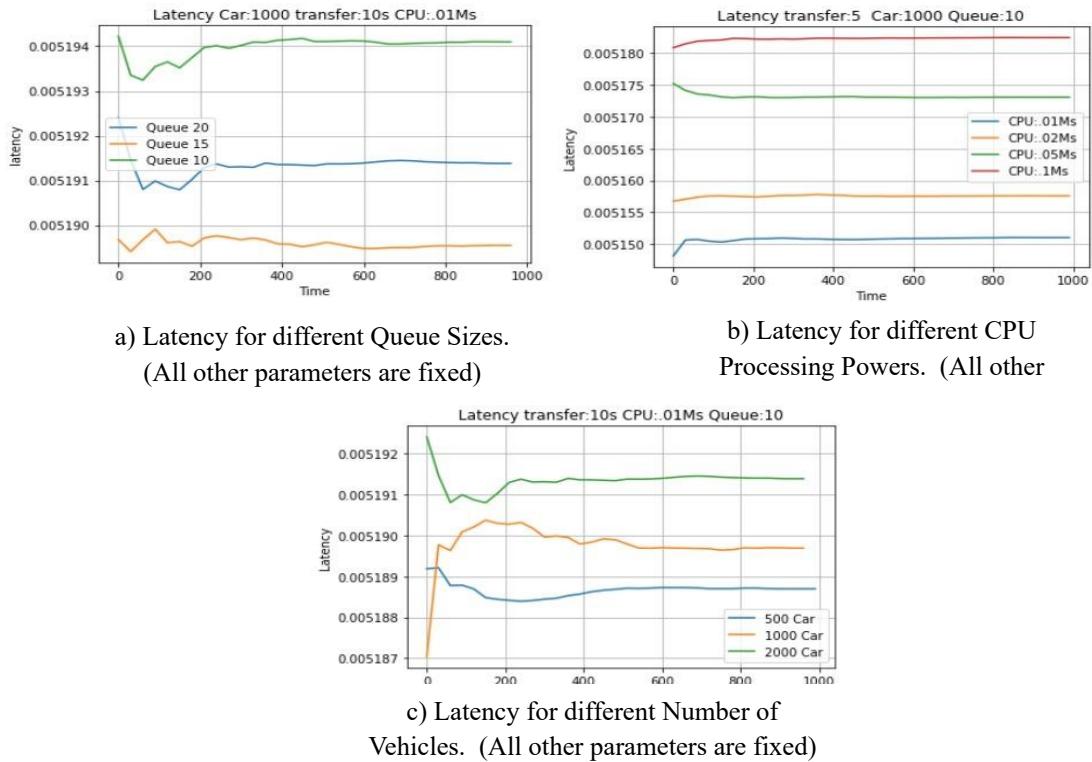 Latency Car:1000 transfer:10s CPU:.01Ms
0.005194
0.005193
0.005192
0.005191
0.005190
latency
Queue 20
Queue 15
Queue 10
0 200 400 600 800 1000
Time
a) Latency for different Queue Sizes.
(All other parameters are fixed)
Latency transfer:5 Car:1000 Queue:10
0.005180
0.005175
0.005170
0.005165
0.005160
0.005155
0.005150
Latency
CPU:.01Ms
CPU:.02Ms
CPU:.05Ms
CPU:.1Ms
0 200 400 600 800 1000
Time
b) Latency for different CPU
Processing Powers. (All other
Latency transfer:10s CPU:.01Ms Queue:10
0.005192
0.005191
0.005190
0.005189
0.005188
0.005187
Latency
500 Car
1000 Car
2000 Car
0 200 400 600 800 1000
c) Latency for different Number of
Vehicles. (All other parameters are fixed)